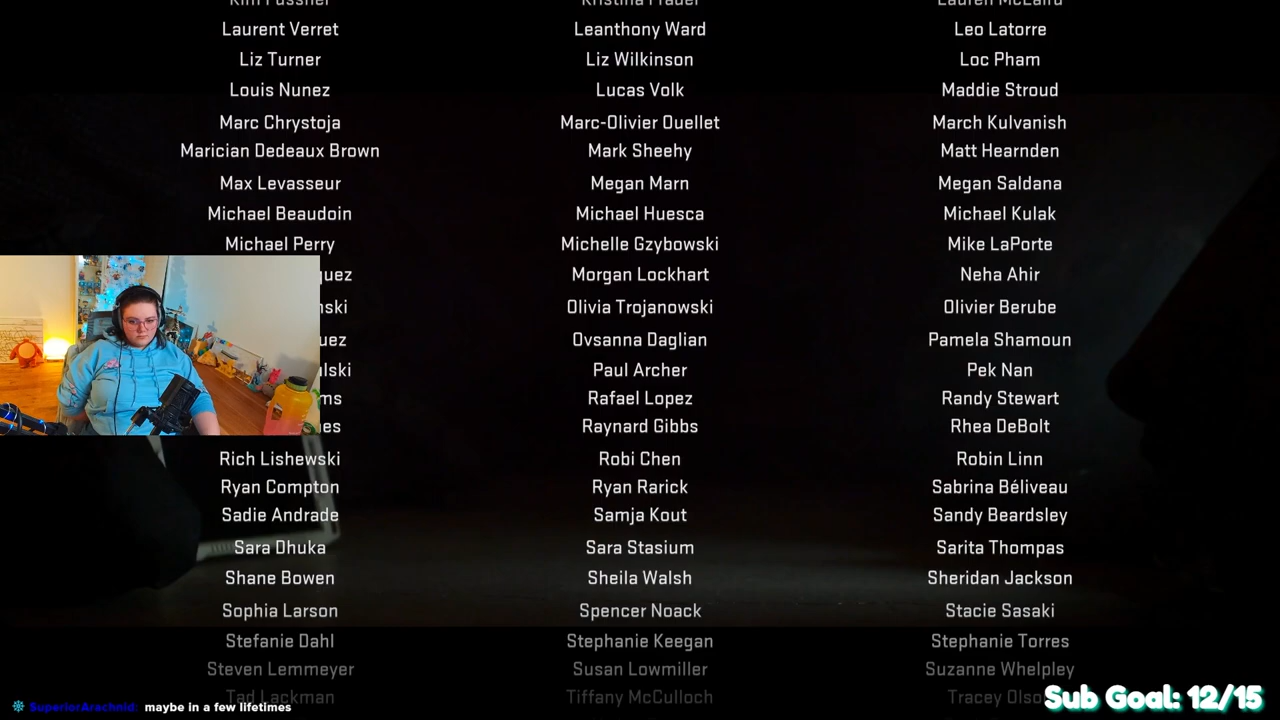 Laurent Verret Leanthony Ward Leo Latorre
Liz Turner Liz Wilkinson Loc Pham
Louis Nunez Lucas Volk Maddie Stroud
Marc Chrystoja Marc-Olivier Ouellet March Kulvanish
Marician Dedeaux Brown Mark Sheehy Matt Hearnden
Max Levasseur Megan Marn Megan Saldana
Michael Beaudoin Michael Huesca Michael Kulak
Michael Perry Michelle Gzybowski Mike LaPorte
Morgan Lockhart Neha Ahir
Olivia Trojanowski Olivier Berube
Ovsanna Daglian Pamela Shamoun
Paul Archer Pek Nan
Rafael Lopez Randy Stewart
Raynard Gibbs Rhea DeBolt
Rich Lishewski Robi Chen Robin Linn
Ryan Compton Ryan Rarick Sabrina Béliveau
Sadie Andrade Samja Kout Sandy Beardsley
Sara Dhuka Sara Stasium Sarita Thompas
Shane Bowen Sheila Walsh Sheridan Jackson
Sophia Larson Spencer Noack Stacie Sasaki
Stefanie Dahl Stephanie Keegan Stephanie Torres
Steven Lemmeyer Susan Lowmiller Suzanne Whelpley
Tad Lackman Tiffany McCulloch Tracey
SuperiorArachnid: maybe in a few lifetimes
Sub Goal: 12/15